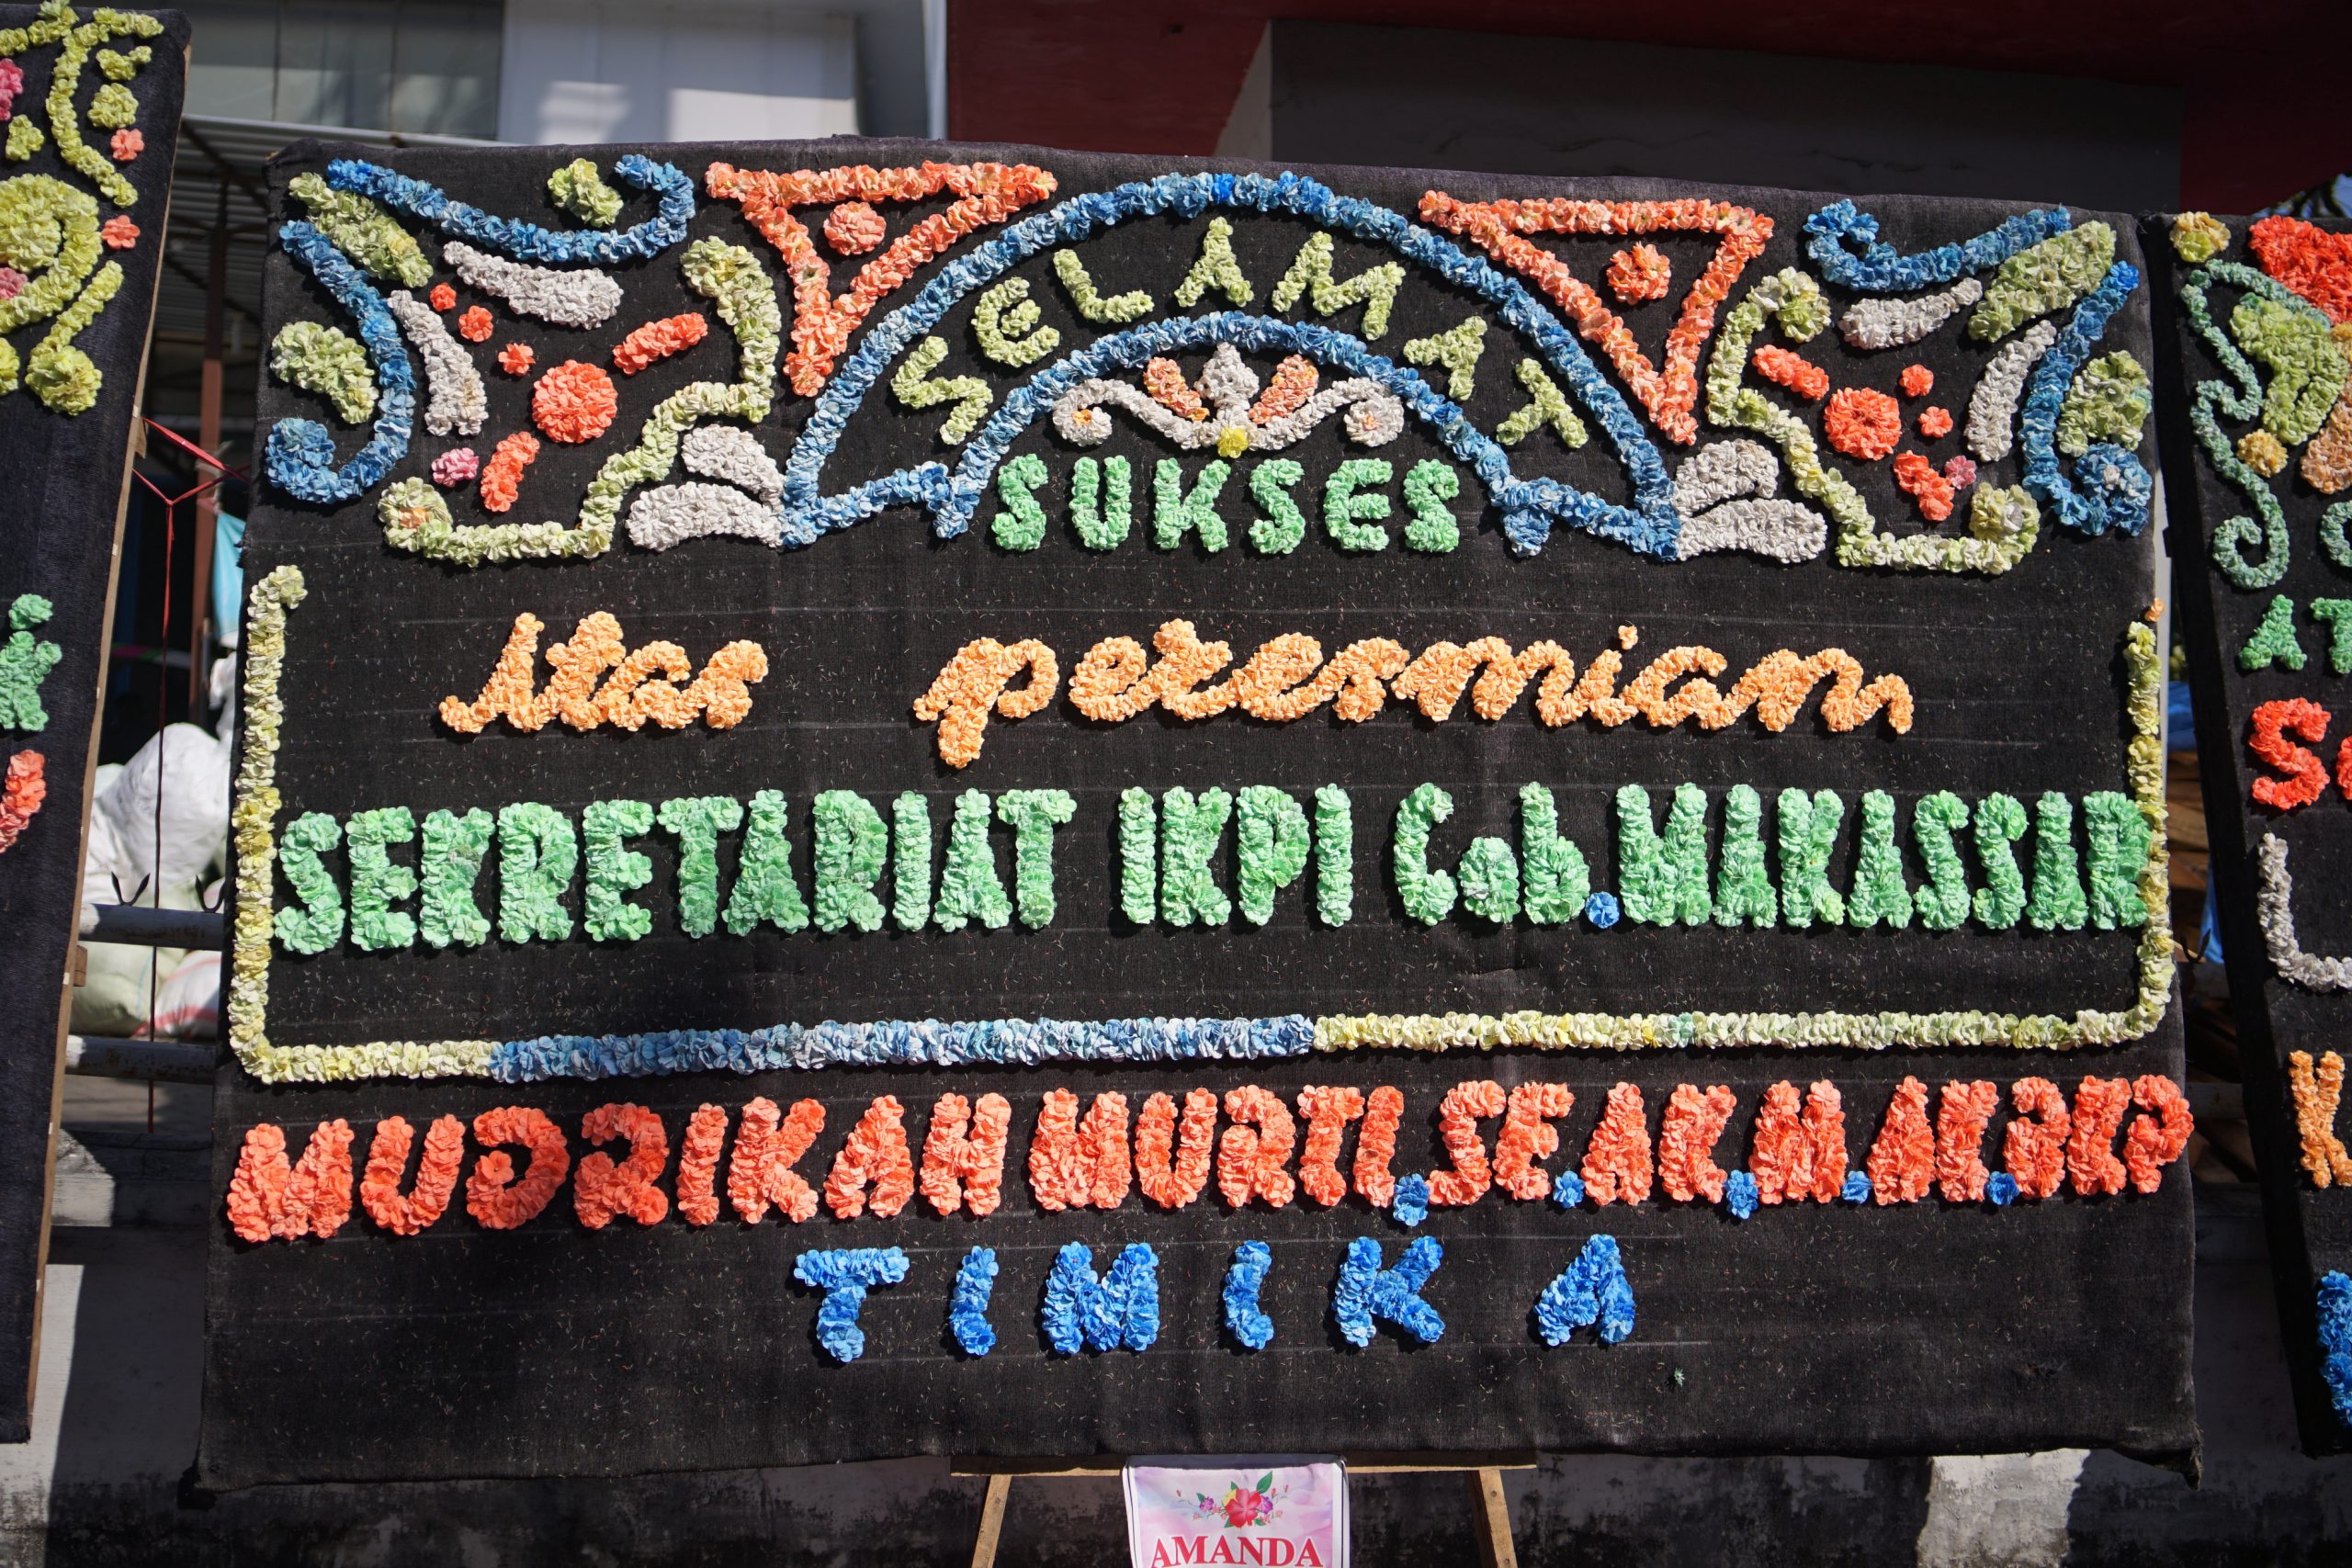 SELAMAT
SUKSES
atas peresmian
SEKRETARIAT IKPI Cab.MAKASSAR
MUDRIKAH MURTI,SE.AK.M.AK.BKP
TIMIKA
AMANDA